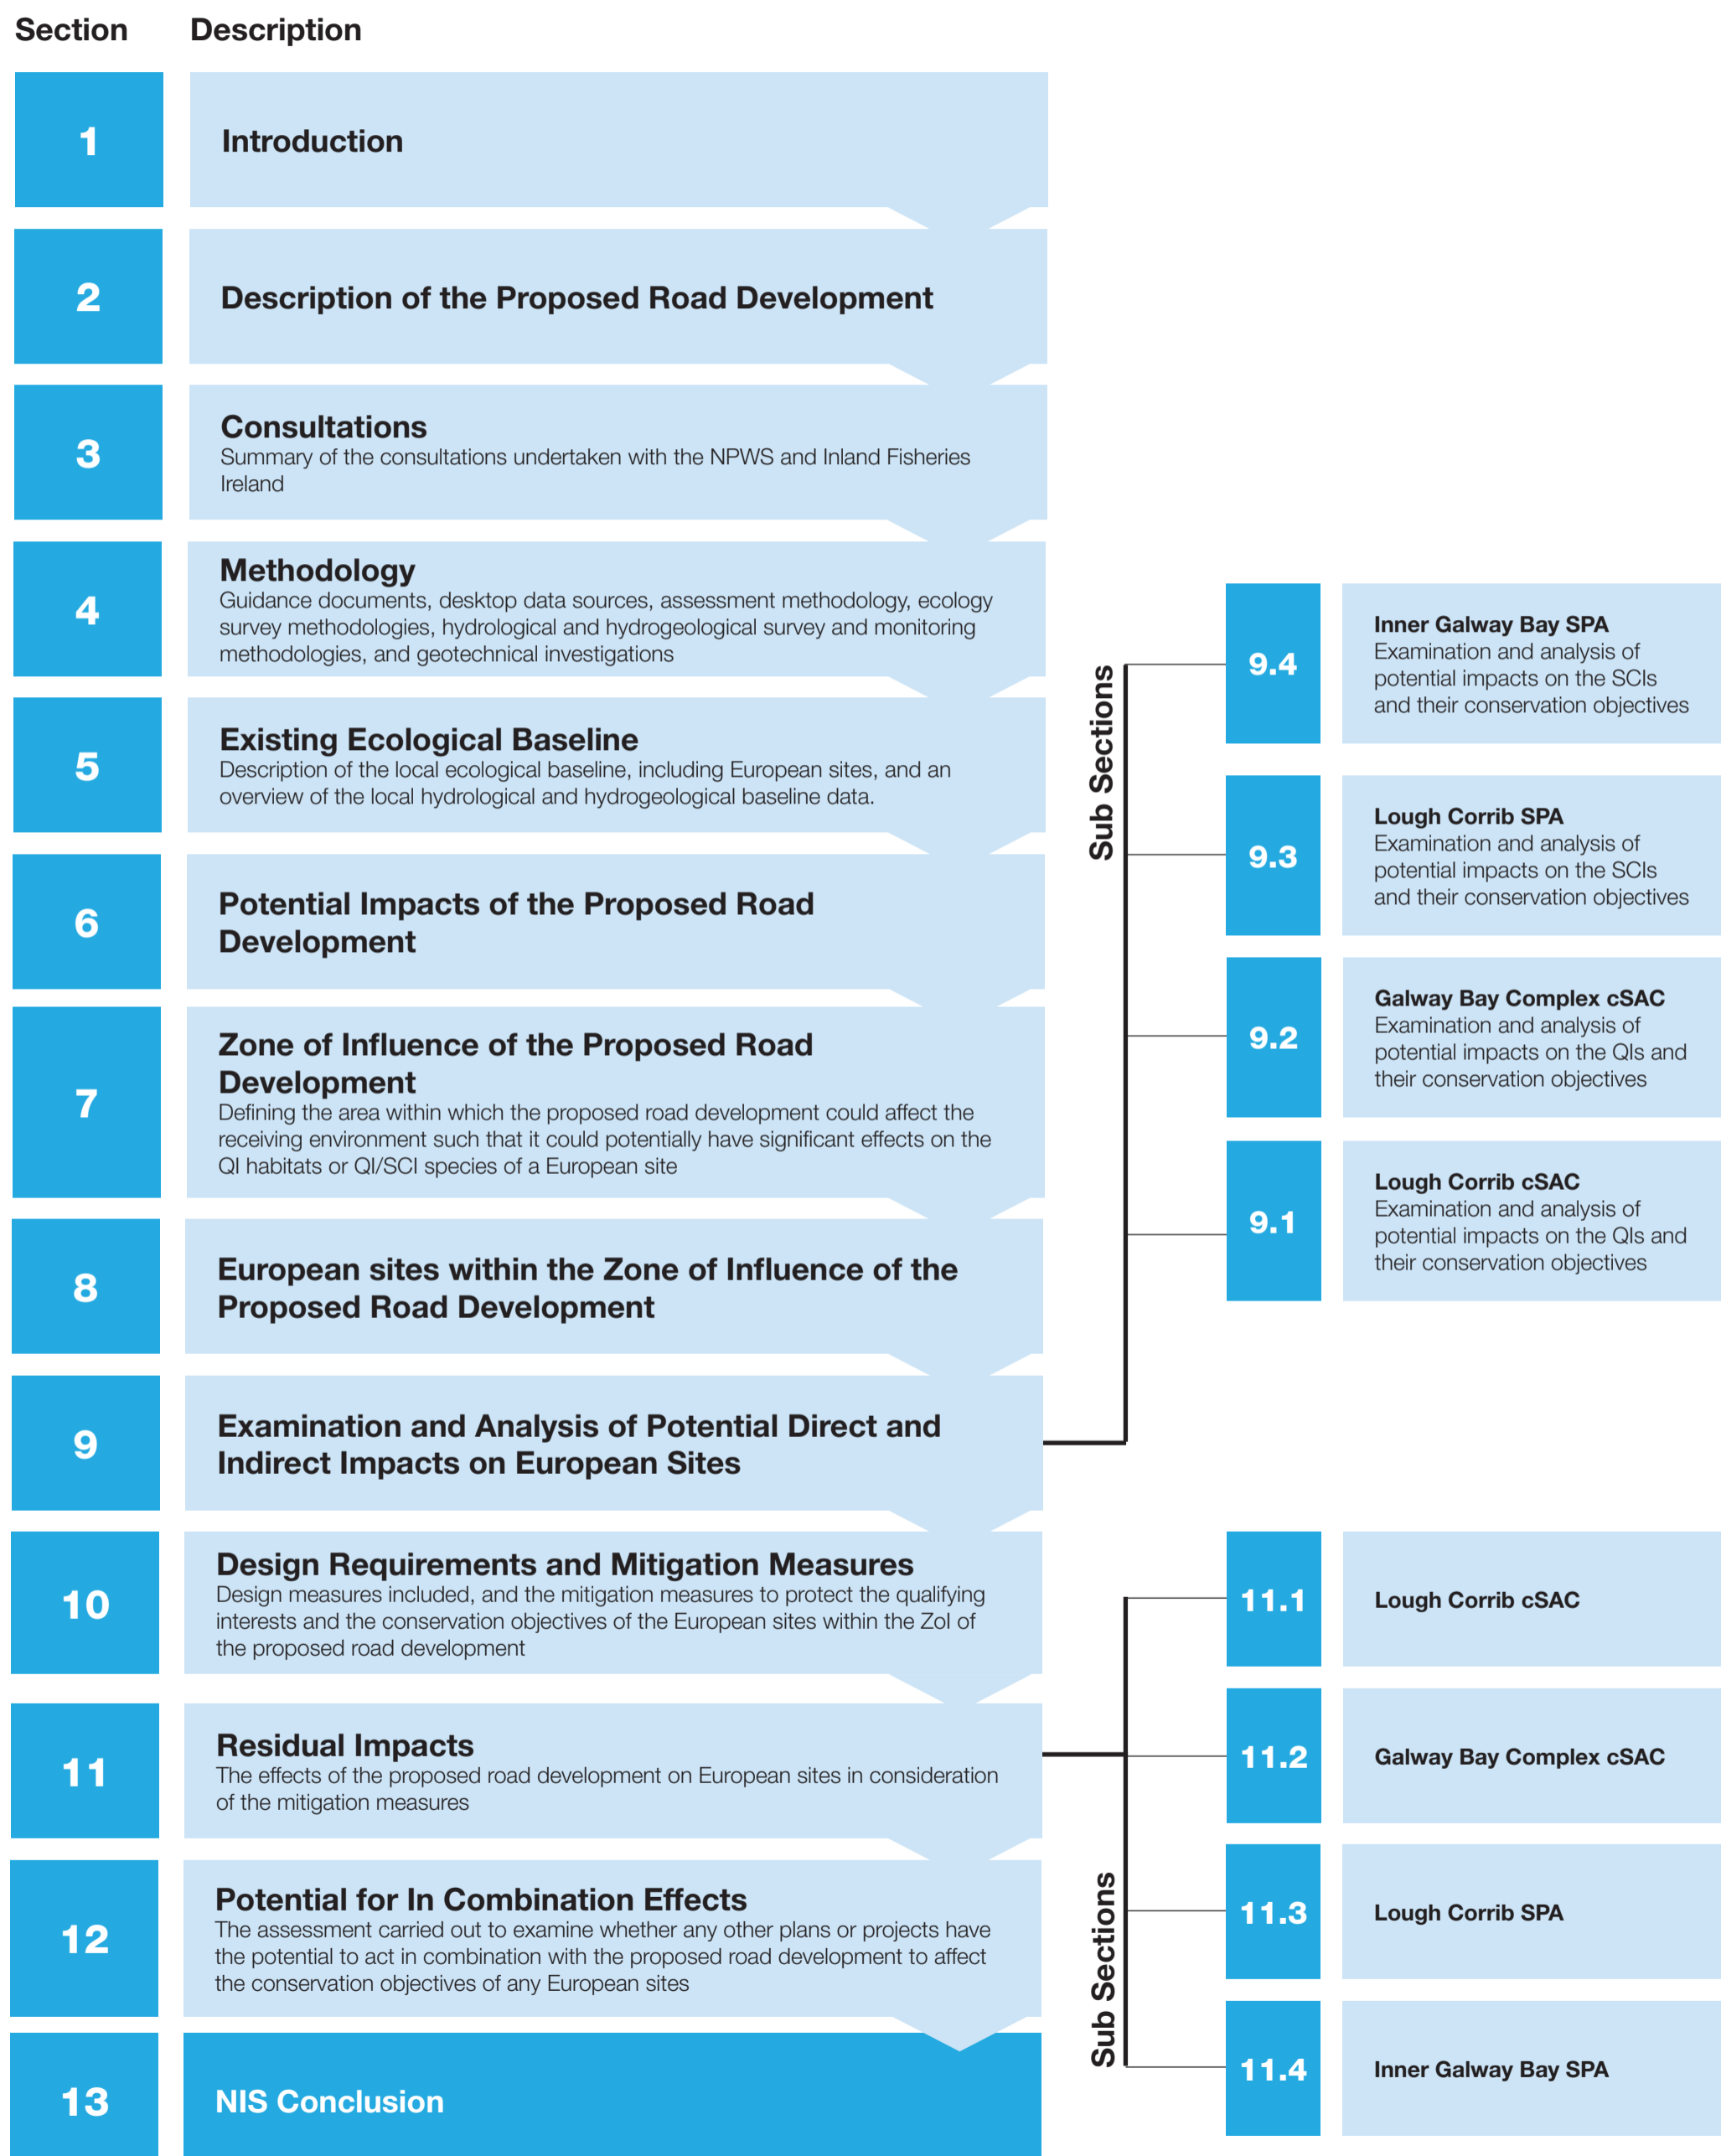 Section Description
1
Introduction
2
Description of the Proposed Road Development
3
Consultations
Summary of the consultations undertaken with the NPWS and Inland Fisheries
Ireland
4
Methodology
Guidance documents, desktop data sources, assessment methodology, ecology
survey methodologies, hydrological and hydrogeological survey and monitoring
methodologies, and geotechnical investigations
5
Existing Ecological Baseline
Description of the local ecological baseline, including European sites, and an
overview of the local hydrological and hydrogeological baseline data.
6
Potential Impacts of the Proposed Road
Development
7
Zone of Influence of the Proposed Road
Development
Defining the area within which the proposed road development could affect the
receiving environment such that it could potentially have significant effects on the
QI habitats or QI/SCI species of a European site
8
European sites within the Zone of Influence of the
Proposed Road Development
9
Examination and Analysis of Potential Direct and
Indirect Impacts on European Sites
Sub Sections
9.4
Inner Galway Bay SPA
Examination and analysis of
potential impacts on the SCIs
and their conservation objectives
9.3
Lough Corrib SPA
Examination and analysis of
potential impacts on the SCIs
and their conservation objectives
9.2
Galway Bay Complex cSAC
Examination and analysis of
potential impacts on the QIs and
their conservation objectives
9.1
Lough Corrib cSAC
Examination and analysis of
potential impacts on the QIs and
their conservation objectives
10
Design Requirements and Mitigation Measures
Design measures included, and the mitigation measures to protect the qualifying
interests and the conservation objectives of the European sites within the ZoI of
the proposed road development
11
Residual Impacts
The effects of the proposed road development on European sites in consideration
of the mitigation measures
Sub Sections
11.1
Lough Corrib cSAC
11.2
Galway Bay Complex cSAC
11.3
Lough Corrib SPA
11.4
Inner Galway Bay SPA
12
Potential for In Combination Effects
The assessment carried out to examine whether any other plans or projects have
the potential to act in combination with the proposed road development to affect
the conservation objectives of any European sites
13
NIS Conclusion